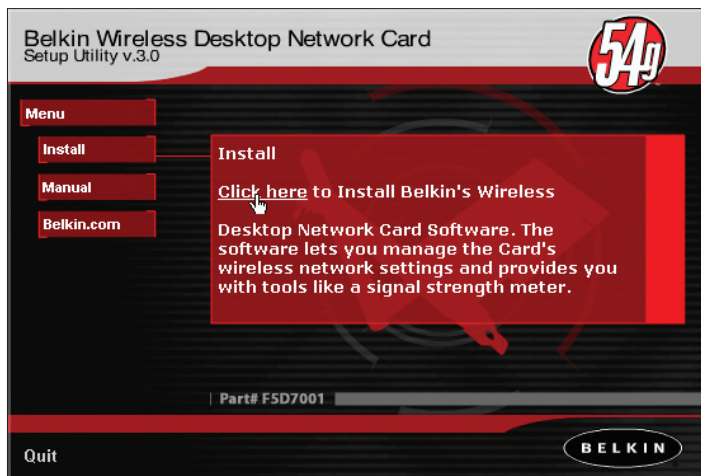 Belkin Wireless Desktop Network Card
Setup Utility v.3.0
54g
Menu
Install
Manual
Belkin.com
Install
Click here to Install Belkin's Wireless
Desktop Network Card Software. The
software lets you manage the Card's
wireless network settings and provides you
with tools like a signal strength meter.
Part# F5D7001
Quit
BELKIN